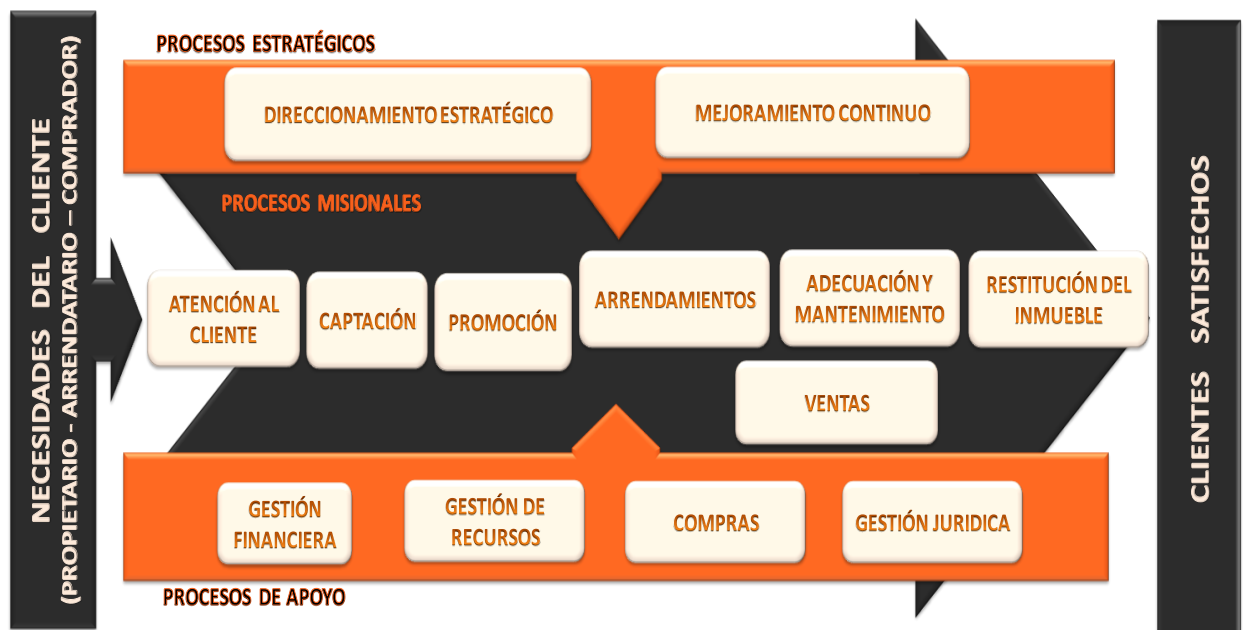 NECESIDADES DEL CLIENTE
(PROPIETARIO - ARRENDATARIO – COMPRADOR)
PROCESOS ESTRATÉGICOS
DIRECCIONAMIENTO ESTRATÉGICO
MEJORAMIENTO CONTINUO
PROCESOS MISIONALES
ATENCIÓN AL
CLIENTE
CAPTACIÓN
PROMOCIÓN
ARRENDAMIENTOS
ADECUACIÓN Y
MANTENIMIENTO
RESTITUCIÓN DEL
INMUEBLE
VENTAS
GESTIÓN
FINANCIERA
GESTIÓN DE
RECURSOS
COMPRAS
GESTIÓN JURIDICA
PROCESOS DE APOYO
CLIENTES SATISFECHOS